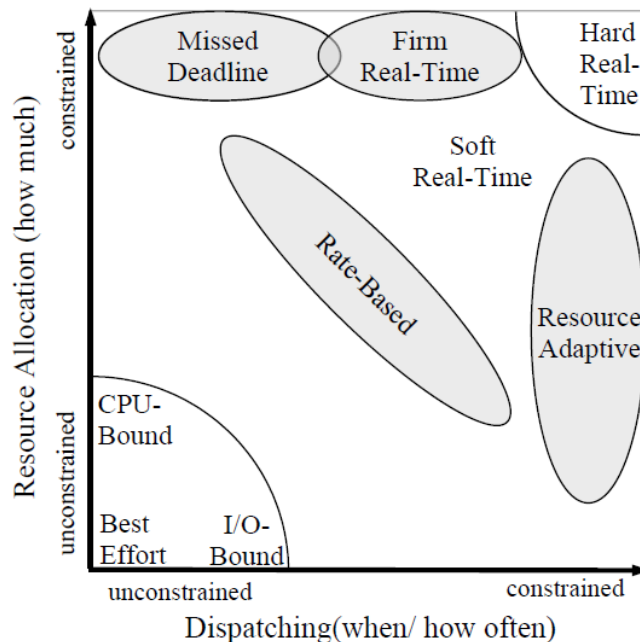 Missed
Deadline
Firm
Real-Time
Hard
Real-
Time
Soft
Real-Time
Rate-Based
Resource
Adaptive
CPU-
Bound
Best
Effort
I/O-
Bound
constrained
unconstrained
Resource Allocation (how much)
unconstrained
constrained
Dispatching(when/ how often)